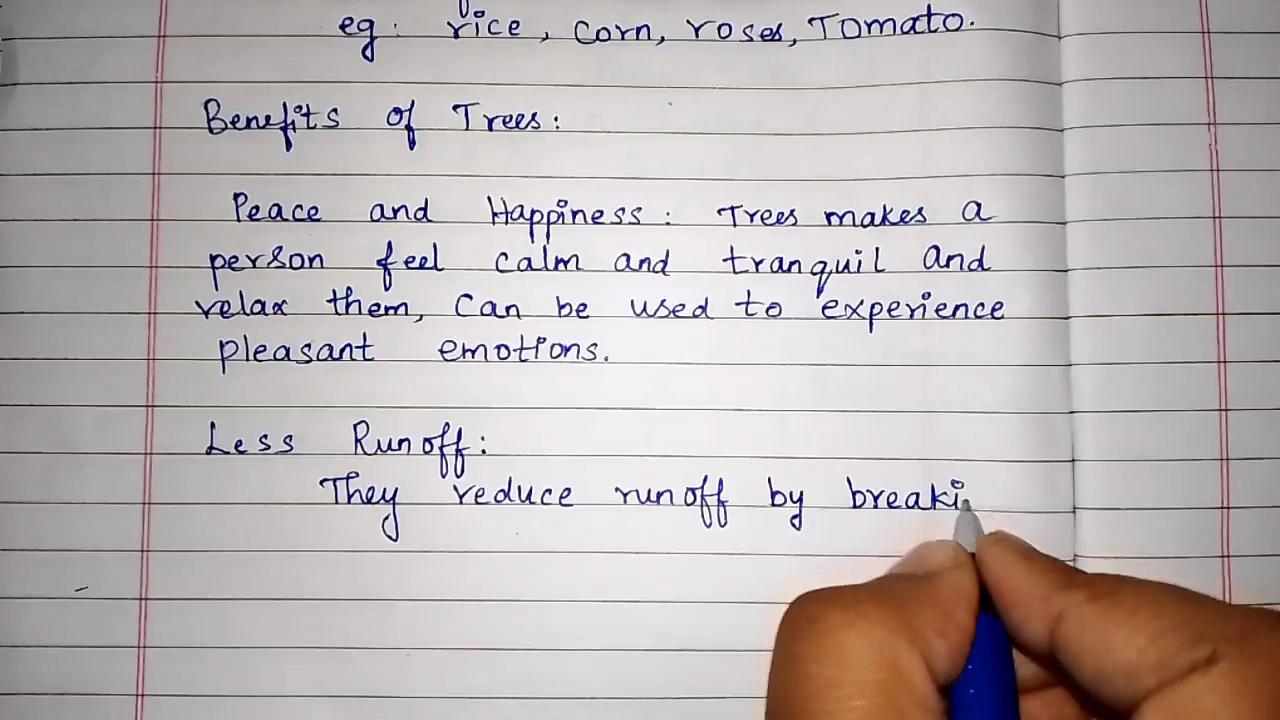 eg: rice, corn, roses, Tomato.
Benefits of Trees:
Peace and Happiness: Trees makes a
person feel calm and tranquil and
relax them, Can be used to experience
pleasant emotions.
Less Runoff:
They reduce runoff by breaki